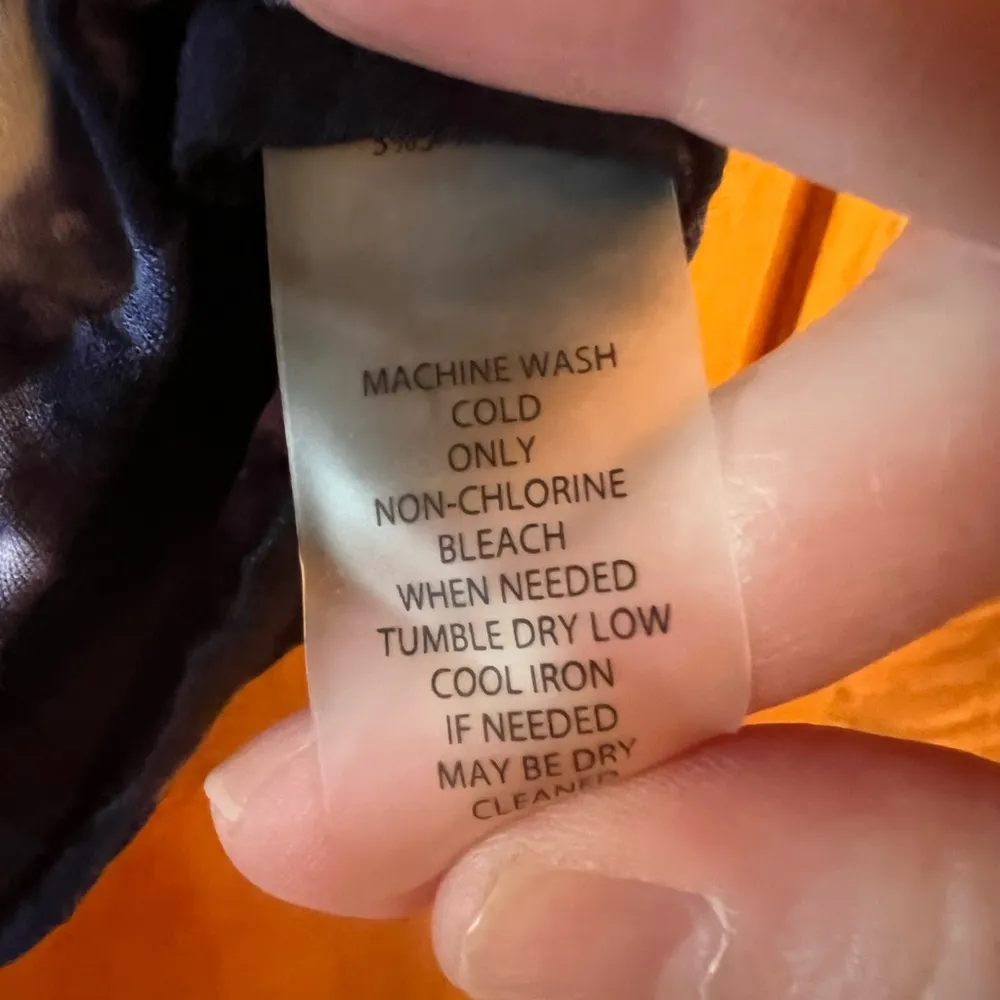 MACHINE WASH
COLD
ONLY
NON-CHLORINE
BLEACH
WHEN NEEDED
TUMBLE DRY LOW
COOL IRON
IF NEEDED
MAY BE DRY
CLEANED